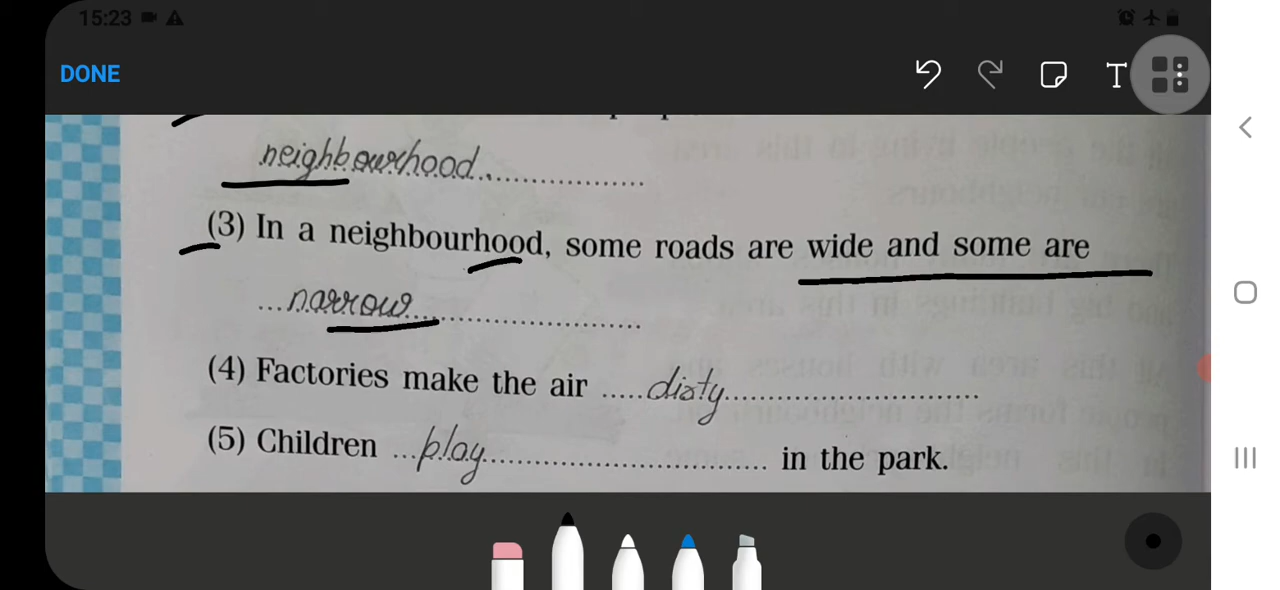 15:23
DONE
T
neighbourhood
(3) In a neighbourhood, some roads are wide and some are
...narrow...
(4) Factories make the air .....dirty...
(5) Children ...play... in the park.